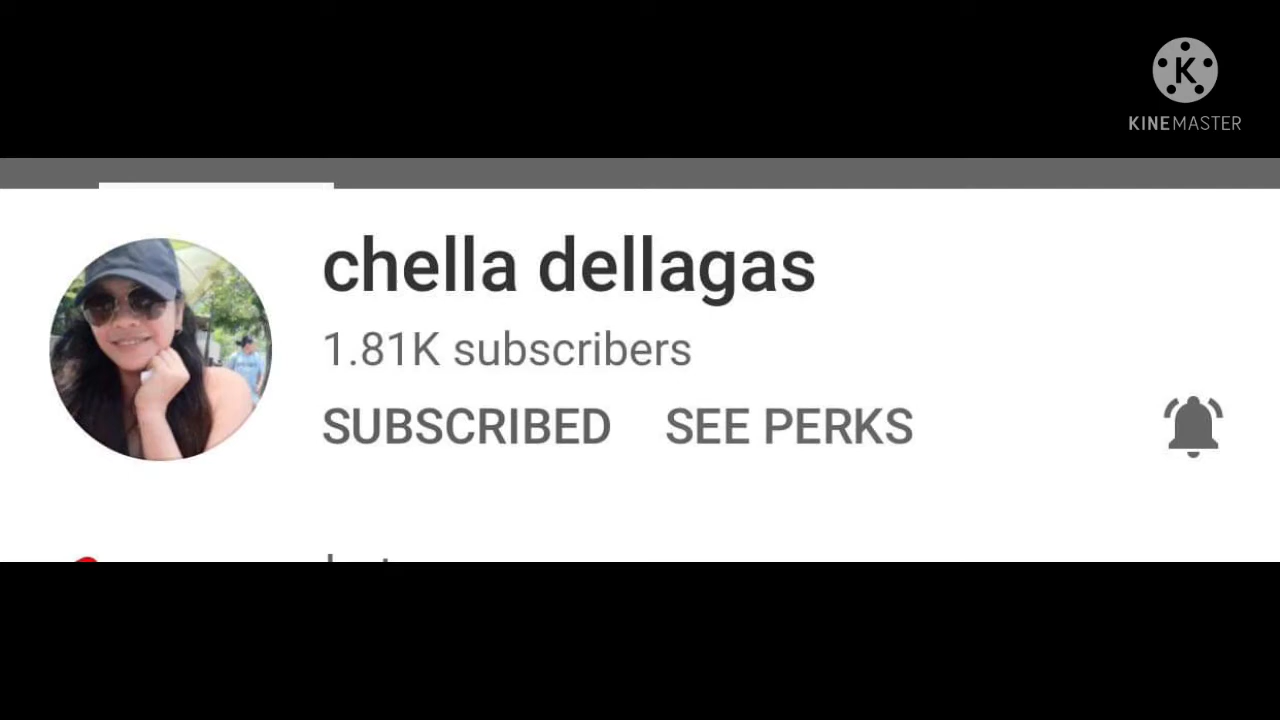 K
KINEMASTER
chella dellagas
1.81K subscribers
SUBSCRIBED SEE PERKS